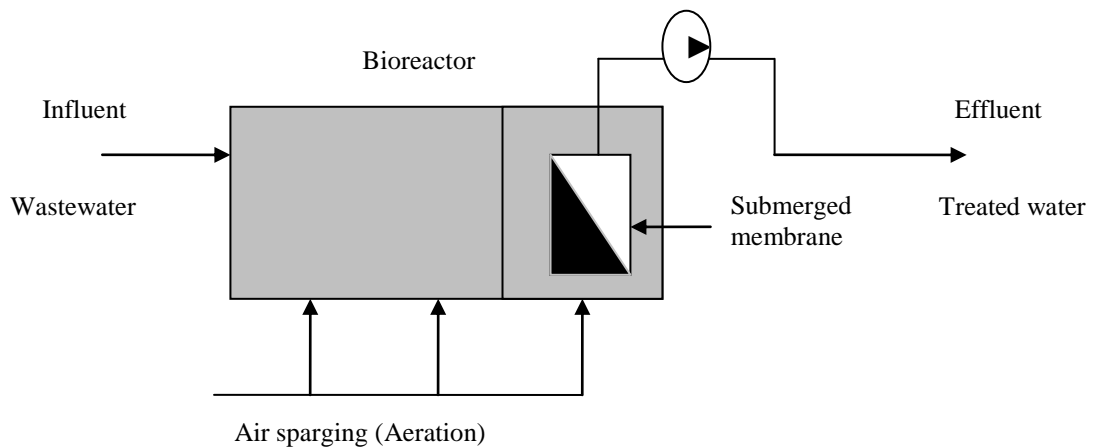 Bioreactor
Influent
Effluent
Wastewater
Submerged
membrane
Treated water
Air sparging (Aeration)